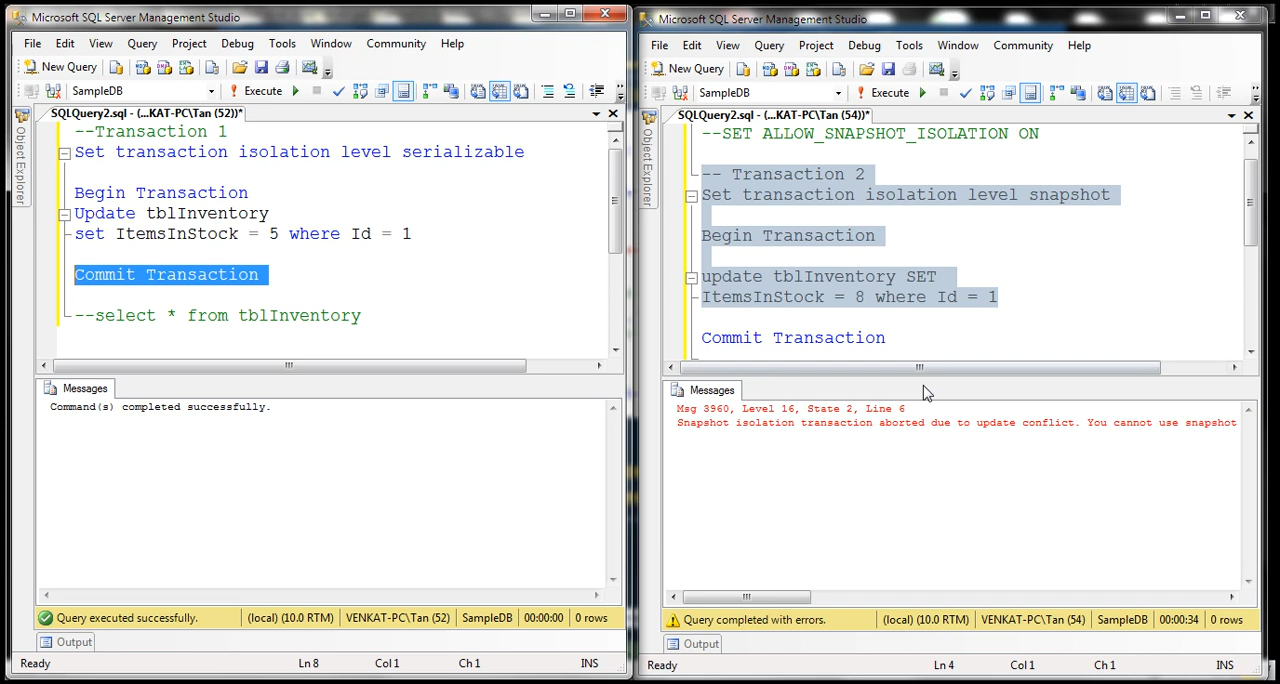 Microsoft SQL Server Management Studio
File Edit View Query Project Debug Tools Window Community Help
New Query
SampleDB Execute
SQLQuery2.sql - (...KAT-PC\Tan (52))*
Object Explorer
--Transaction 1
Set transaction isolation level serializable
Begin Transaction
Update tblInventory
set ItemsInStock = 5 where Id = 1
Commit Transaction
--select * from tblInventory
Messages
Command(s) completed successfully.
Query executed successfully. (local) (10.0 RTM) VENKAT-PC\Tan (52) SampleDB 00:00:00 0 rows
Output
Ready Ln 8 Col 1 Ch 1 INS
Microsoft SQL Server Management Studio
File Edit View Query Project Debug Tools Window Community Help
New Query
SampleDB Execute
SQLQuery2.sql - (...KAT-PC\Tan (54))*
Object Explorer
--SET ALLOW_SNAPSHOT_ISOLATION ON
-- Transaction 2
Set transaction isolation level snapshot
Begin Transaction
update tblInventory SET
ItemsInStock = 8 where Id = 1
Commit Transaction
Messages
Msg 3960, Level 16, State 2, Line 6
Snapshot isolation transaction aborted due to update conflict. You cannot use snapshot
Query completed with errors. (local) (10.0 RTM) VENKAT-PC\Tan (54) SampleDB 00:00:34 0 rows
Output
Ready Ln 4 Col 1 Ch 1 INS